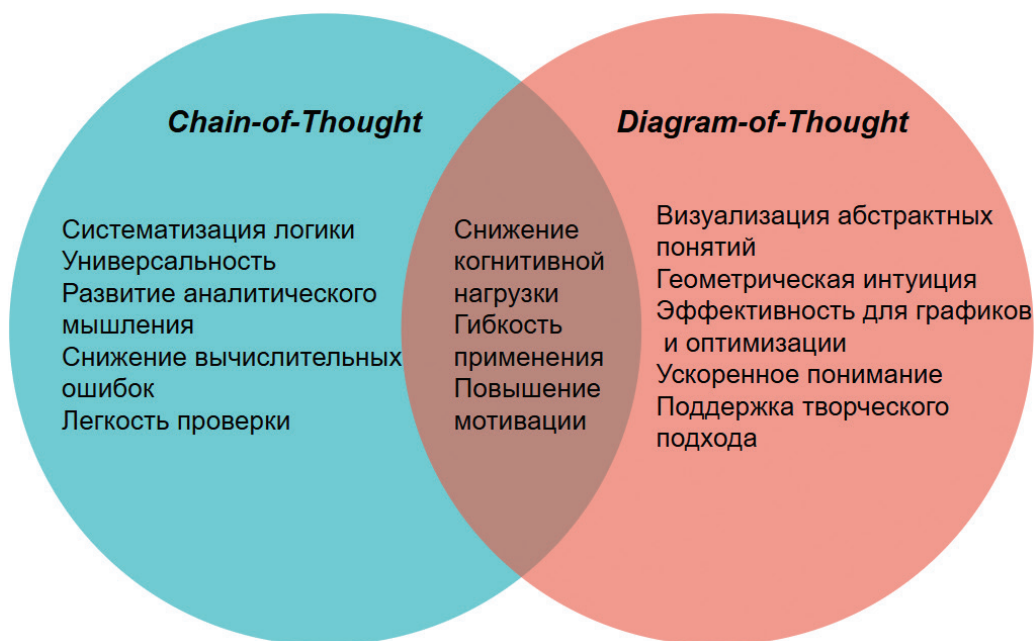 Chain-of-Thought
Систематизация логики
Универсальность
Развитие аналитического
мышления
Снижение вычислительных
ошибок
Легкость проверки
Снижение
когнитивной
нагрузки
Гибкость
применения
Повышение
мотивации
Diagram-of-Thought
Визуализация абстрактных
понятий
Геометрическая интуиция
Эффективность для графиков
и оптимизации
Ускоренное понимание
Поддержка творческого
подхода